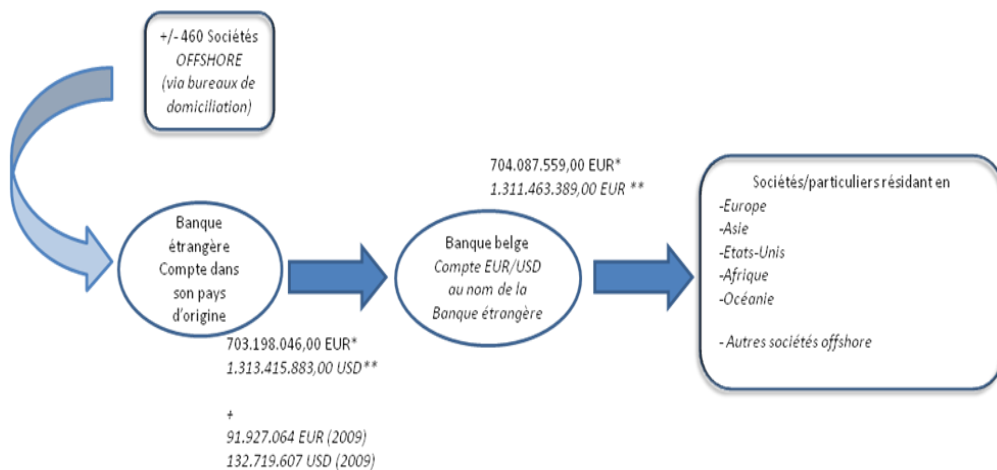 +/- 460 Sociétés
OFFSHORE
(via bureaux de
domiciliation)
Banque
étrangère
Compte dans
son pays
d'origine
703.198.046,00 EUR*
1.313.415.883,00 USD**
+
91.927.064 EUR (2009)
132.719.607 USD (2009)
704.087.559,00 EUR*
1.311.463.389,00 EUR **
Banque belge
Compte EUR/USD
au nom de la
Banque étrangère
Sociétés/particuliers résidant en
-Europe
-Asie
-Etats-Unis
-Afrique
-Océanie
- Autres sociétés offshore